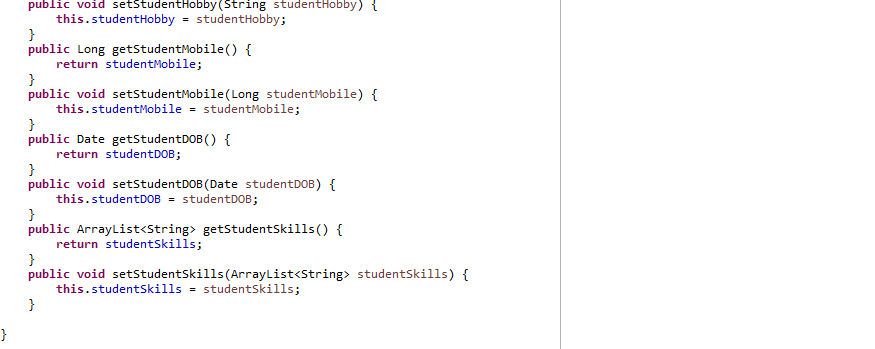 public void setStudentHobby(String studentHobby) {
this.studentHobby = studentHobby;
}
public Long getStudentMobile() {
return studentMobile;
}
public void setStudentMobile(Long studentMobile) {
this.studentMobile = studentMobile;
}
public Date getStudentDOB() {
return studentDOB;
}
public void setStudentDOB(Date studentDOB) {
this.studentDOB = studentDOB;
}
public ArrayList<String> getStudentSkills() {
return studentSkills;
}
public void setStudentSkills(ArrayList<String> studentSkills) {
this.studentSkills = studentSkills;
}
}